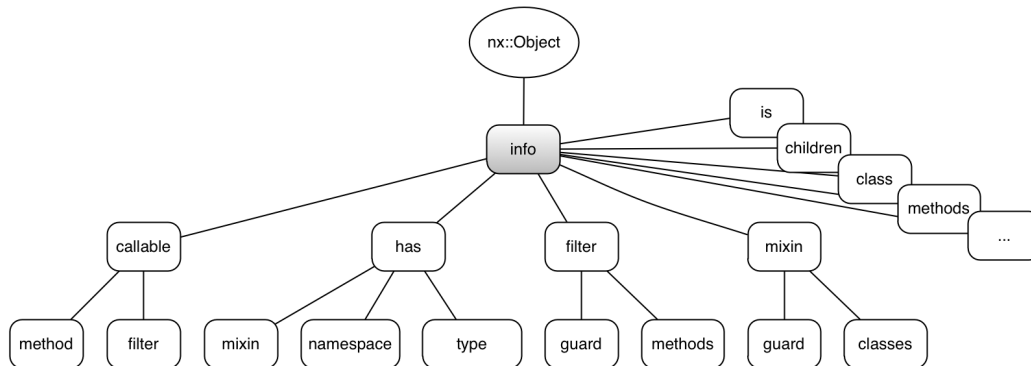 nx::Object
info
is
children
class
methods
...
callable
has
filter
mixin
method
filter
mixin
namespace
type
guard
methods
guard
classes